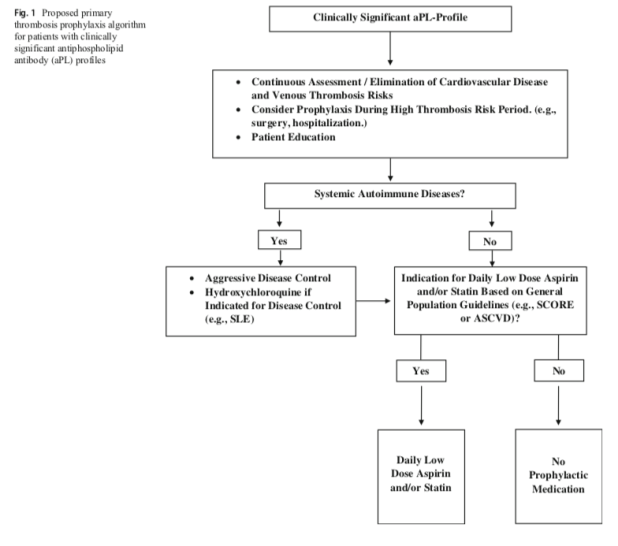 Fig. 1 Proposed primary
thrombosis prophylaxis algorithm
for patients with clinically
significant antiphospholipid
antibody (aPL) profiles
Clinically Significant aPL-Profile
• Continuous Assessment / Elimination of Cardiovascular Disease
and Venous Thrombosis Risks
• Consider Prophylaxis During High Thrombosis Risk Period. (e.g.,
surgery, hospitalization.)
• Patient Education
Systemic Autoimmune Diseases?
Yes
No
• Aggressive Disease Control
• Hydroxychloroquine if
Indicated for Disease Control
(e.g., SLE)
Indication for Daily Low Dose Aspirin
and/or Statin Based on General
Population Guidelines (e.g., SCORE
or ASCVD)?
Yes
No
Daily Low
Dose Aspirin
and/or Statin
No
Prophylactic
Medication